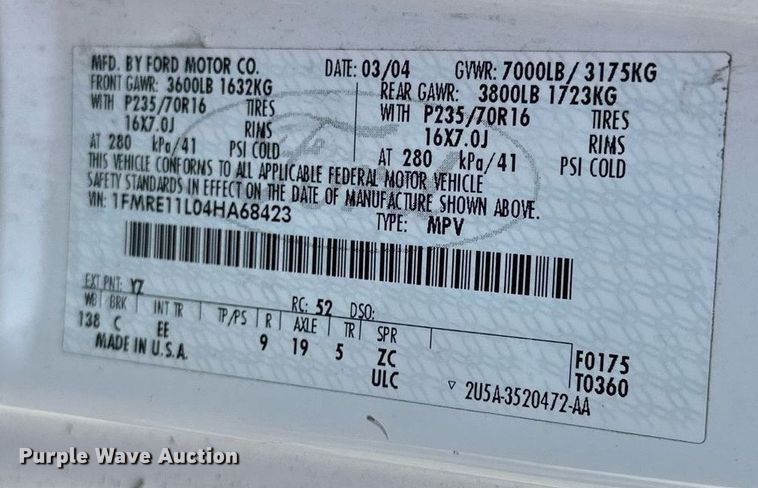 MFD. BY FORD MOTOR CO. DATE: 03/04 GVWR: 7000LB/ 3175KG
FRONT GAWR: 3600LB 1632KG REAR GAWR: 3800LB 1723KG
WITH P235/70R16 TIRES WITH P235/70R16 TIRES
16X7.0J RIMS 16X7.0J RIMS
AT 280 kPa/41 PSI COLD AT 280 kPa/41 PSI COLD
THIS VEHICLE CONFORMS TO ALL APPLICABLE FEDERAL MOTOR VEHICLE
SAFETY STANDARDS IN EFFECT ON THE DATE OF MANUFACTURE SHOWN ABOVE.
VIN: 1FMRE11L04HA68423 TYPE: MPV
EXT PNT: YZ RC: 52 DSO:
WB BRK INT TR TP/PS R AXLE TR SPR
138 C EE 9 19 5 ZC F0175
MADE IN U.S.A. ULC T0360
▽ 2U5A-3520472-AA
Purple Wave Auction